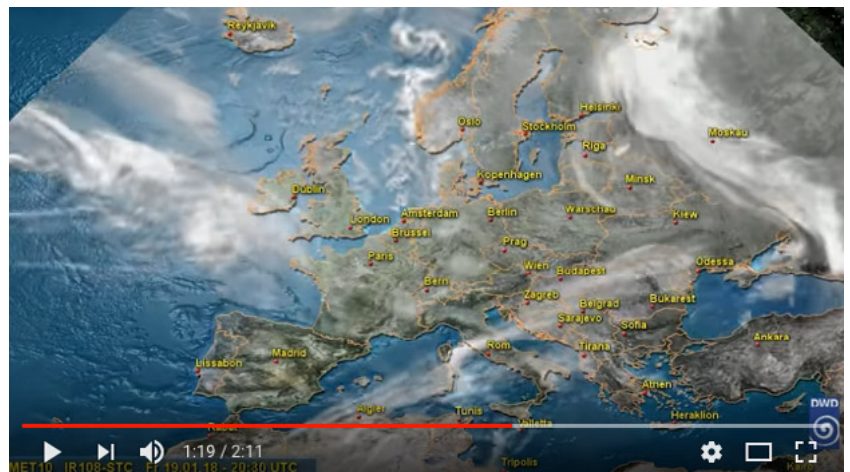 Reykjavik
Helsinki
Oslo
Stockholm
Moskau
Riga
Kopenhagen
Minsk
Dublin
London
Amsterdam
Berlin
Warschau
Kiew
Brüssel
Prag
Paris
Wien
Budapest
Odessa
Bern
Zagreb
Belgrad
Bukarest
Sarajevo
Sofia
Ankara
Rom
Tirana
Madrid
Lissabon
Athen
Algier
Tunis
DWD
Heraklion
Rabat
Valletta
1:19 / 2:11
MET10 IR108-STC Fr 19.01.18 - 20:30 UTC
Tripolis